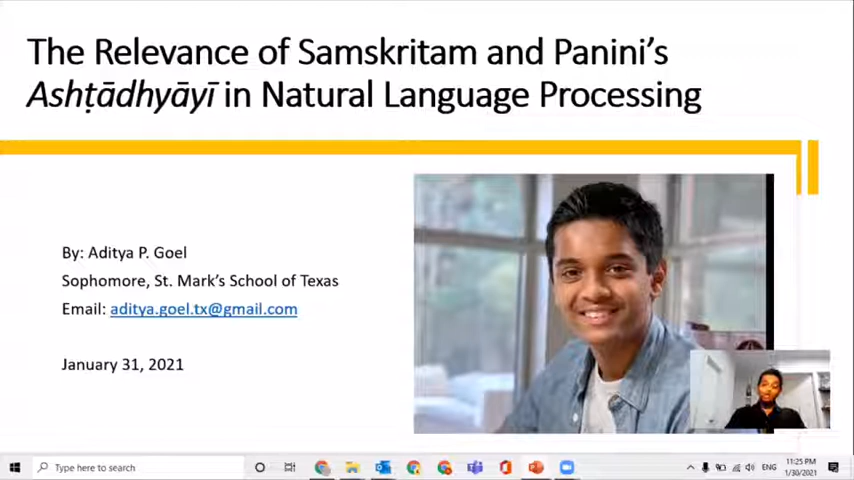 The Relevance of Samskritam and Panini's
Ashṭādhyāyī in Natural Language Processing
By: Aditya P. Goel
Sophomore, St. Mark's School of Texas
Email: aditya.goel.tx@gmail.com
January 31, 2021
Type here to search
ENG
11:25 PM
1/30/2021